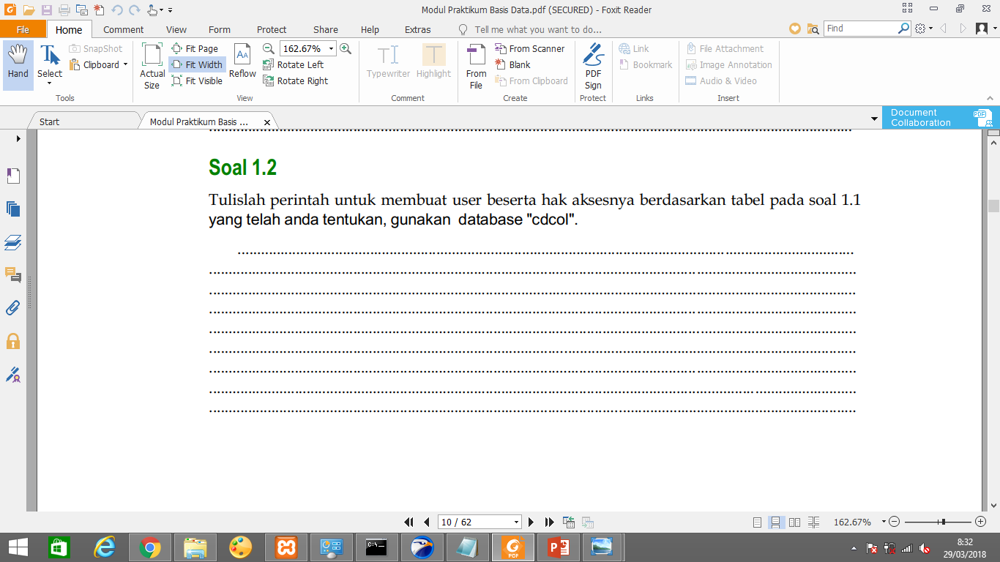 Modul Praktikum Basis Data.pdf (SECURED) - Foxit Reader
File Home Comment View Form Protect Share Help Extras Tell me what you want to do... Find
Hand
Select
SnapShot
Clipboard
Tools
Actual Size
Fit Page
Fit Width
Fit Visible
Reflow
162.67%
Rotate Left
Rotate Right
View
Typewriter
Highlight
Comment
From File
From Scanner
Blank
From Clipboard
Create
PDF Sign
Protect
Link
Bookmark
Links
File Attachment
Image Annotation
Audio & Video
Insert
Start
Modul Praktikum Basis ...
Document Collaboration
PDF
Soal 1.2
Tulislah perintah untuk membuat user beserta hak aksesnya berdasarkan tabel pada soal 1.1
yang telah anda tentukan, gunakan database "cdcol".
10 / 62
162.67%
8:32
29/03/2018